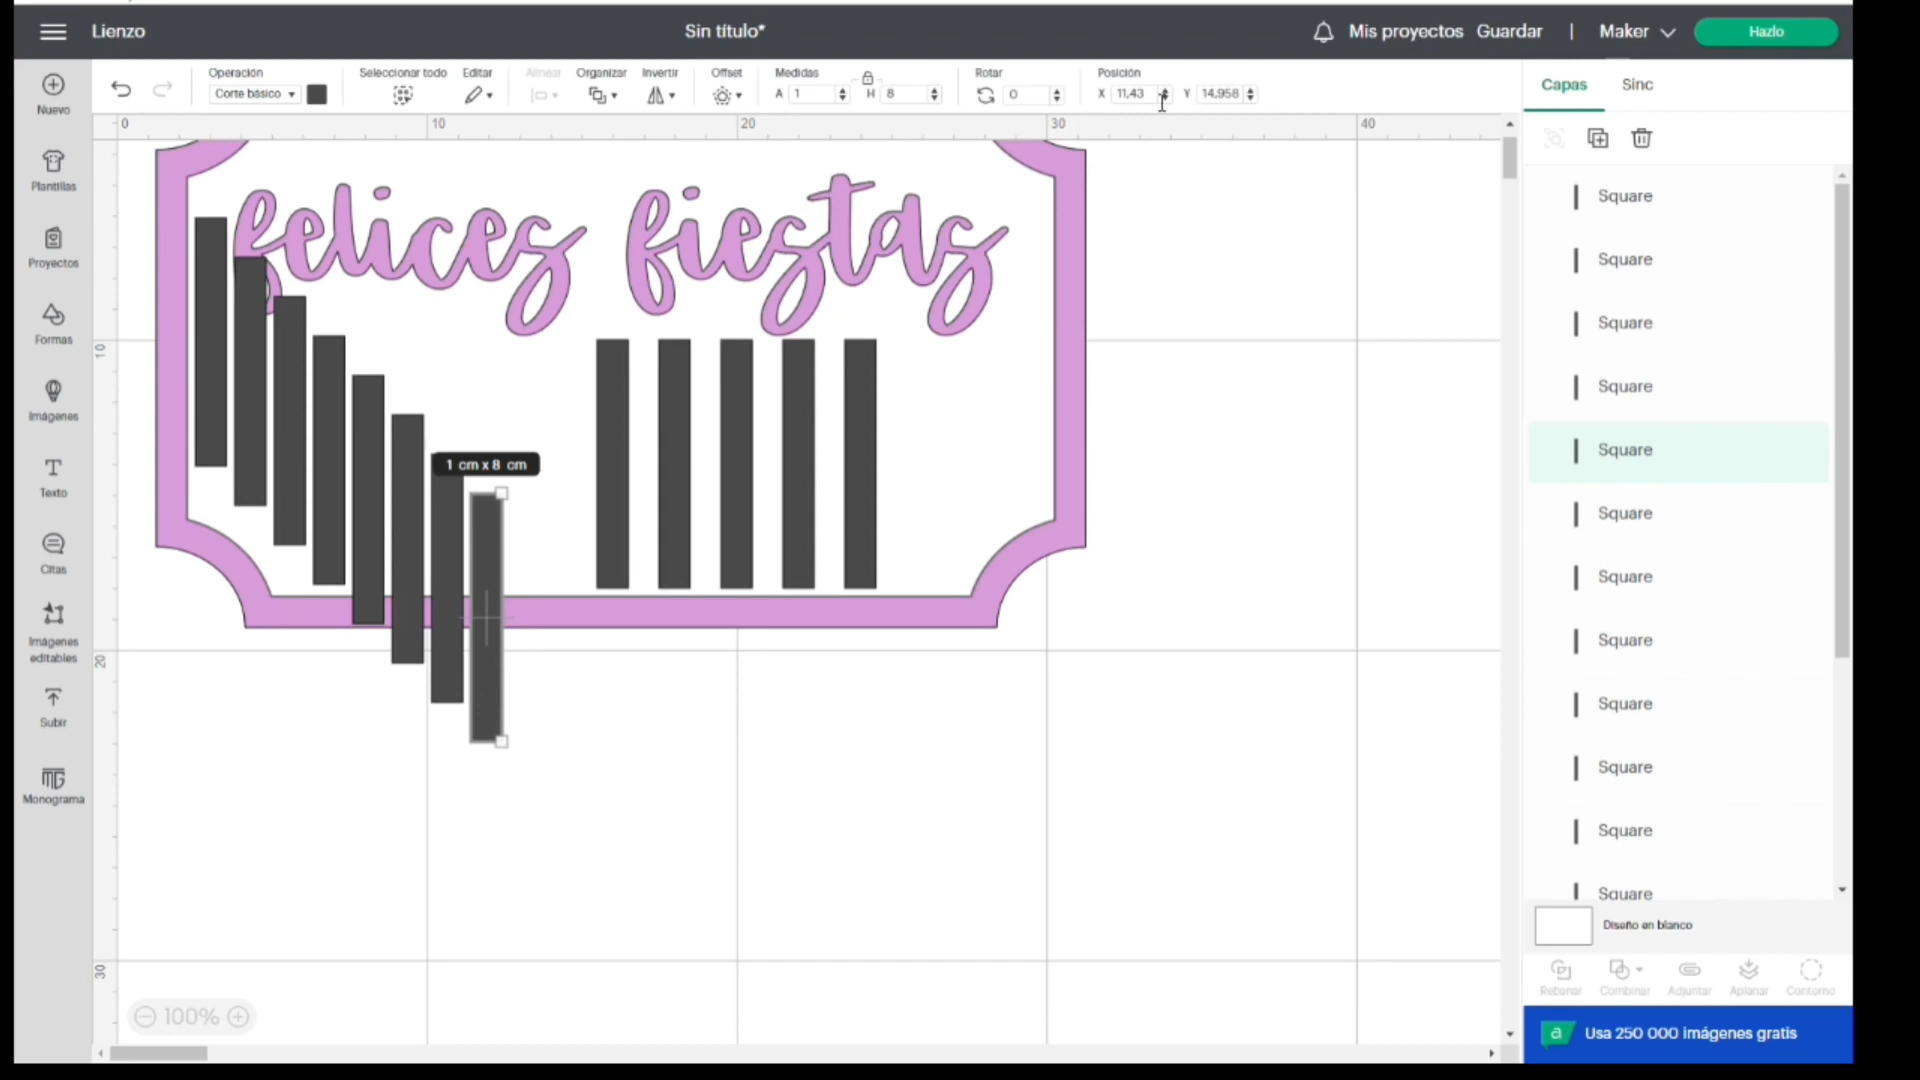 Lienzo
Sin título*
Mis proyectos
Guardar
|
Maker
Hazlo
Nuevo
Plantillas
Proyectos
Formas
Imágenes
Texto
Citas
Imágenes
editables
Subir
Monograma
Operación
Corte básico
Seleccionar todo
Editar
Alinear
Organizar
Invertir
Offset
Medidas
A 1
H 8
Rotar
0
Posición
X 11,43
Y 14,958
0
10
20
30
40
10
20
30
felices fiestas
1 cm x 8 cm
100%
Capas
Sinc
Square
Square
Square
Square
Square
Square
Square
Square
Square
Square
Square
Square
Diseño en blanco
Rebanar
Combinar
Adjuntar
Aplanar
Contorno
a
Usa 250 000 imágenes gratis